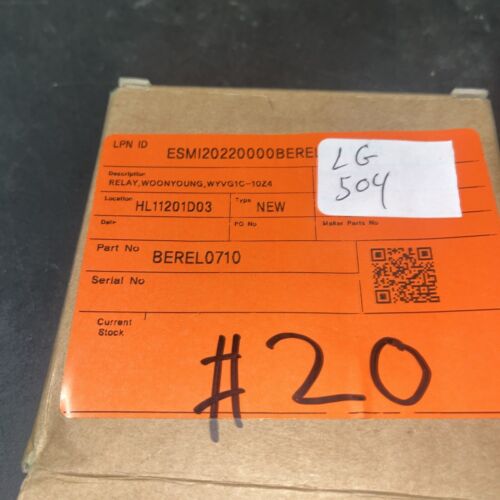 LPN ID ESMI20220000BEREL
LG
504
Description
RELAY,WOONYOUNG,WYVG1C-10Z4
Location HL11201D03 Type NEW
Date PO No Maker Parts No
Part No BEREL0710
Serial No
Current
Stock
#20